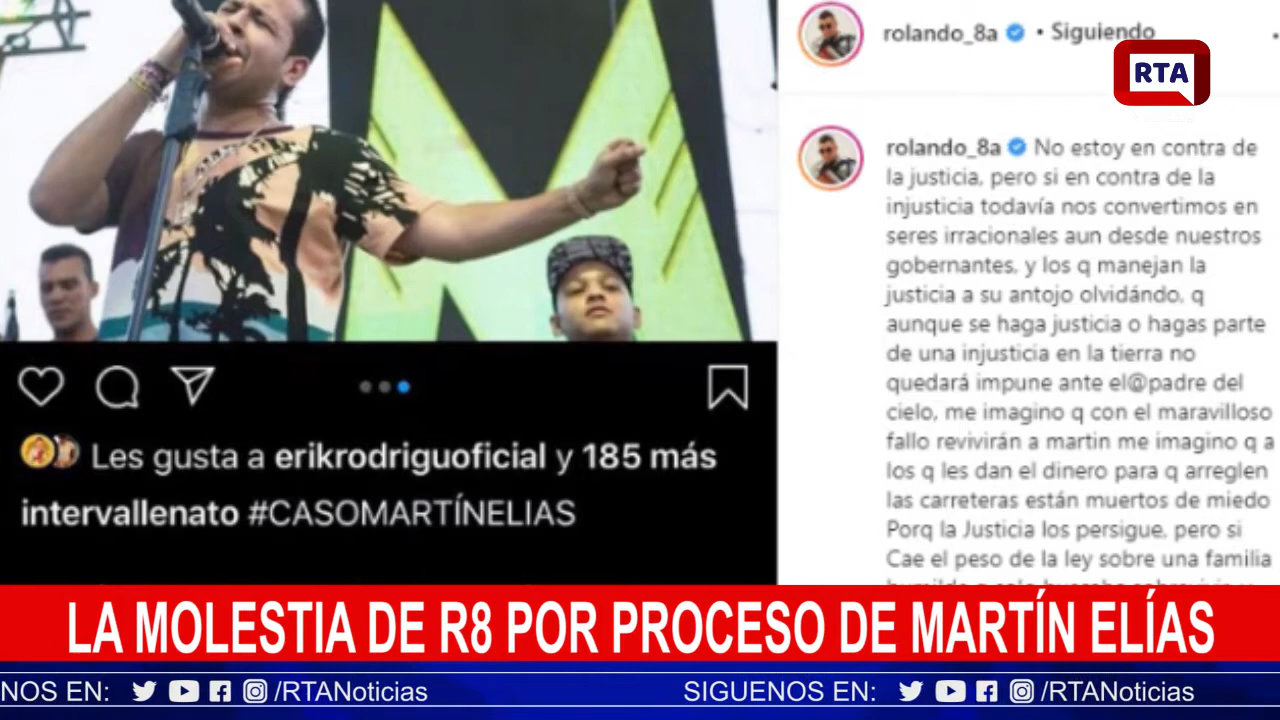 rolando_8a • Siguiendo
RTA
rolando_8a No estoy en contra de
la justicia, pero si en contra de la
injusticia todavía nos convertimos en
seres irracionales aun desde nuestros
gobernantes, y los q manejan la
justicia a su antojo olvidándo, q
aunque se haga justicia o hagas parte
de una injusticia en la tierra no
quedará impune ante el@padre del
cielo, me imagino q con el maravilloso
fallo revivirán a martin me imagino q a
los q les dan el dinero para q arreglen
las carreteras están muertos de miedo
Porq la Justicia los persigue, pero si
Cae el peso de la ley sobre una familia
Les gusta a erikrodriguoficial y 185 más
intervallenato #CASOMARTÍNELIAS
LA MOLESTIA DE R8 POR PROCESO DE MARTÍN ELÍAS
NOS EN: /RTANoticias SIGUENOS EN: /RTANoticias